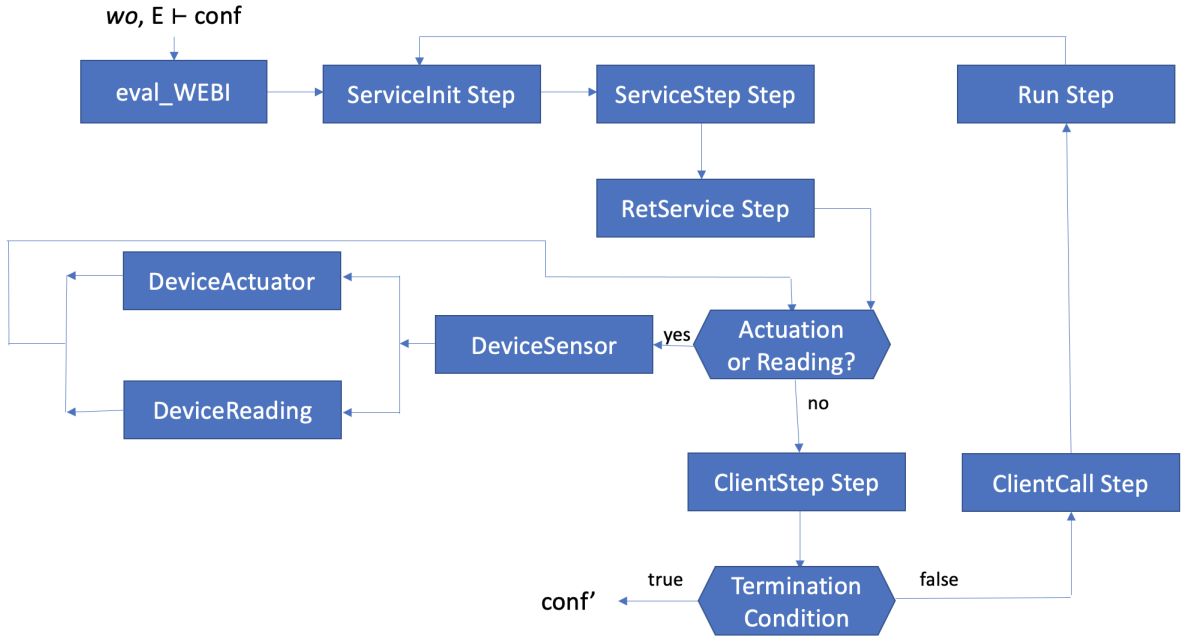 wo, E ⊢ conf
eval_WEBI
ServiceInit Step
ServiceStep Step
Run Step
RetService Step
DeviceActuator
DeviceSensor
yes
Actuation
or Reading?
DeviceReading
no
ClientStep Step
ClientCall Step
conf’
true
Termination
Condition
false